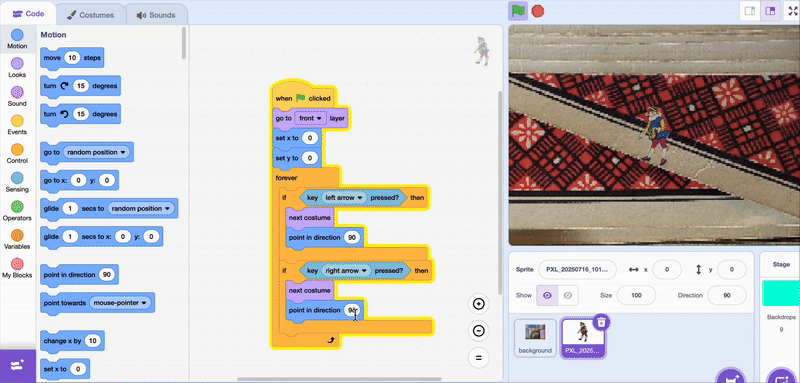 Code
Costumes
Sounds
Motion
Looks
Sound
Events
Control
Sensing
Operators
Variables
My Blocks
Motion
move 10 steps
turn 15 degrees
turn 15 degrees
go to random position
go to x: 0 y: 0
glide 1 secs to random position
glide 1 secs to x: 0 y: 0
point in direction 90
point towards mouse-pointer
change x by 10
set x to 0
when clicked
go to front layer
set x to 0
set y to 0
forever
if key left arrow pressed? then
next costume
point in direction 90
if key right arrow pressed? then
next costume
point in direction 90
Sprite PXL_20250716_101... x 0 y 0
Show Size 100 Direction 90
background
PXL_2025...
Stage
Backdrops
9